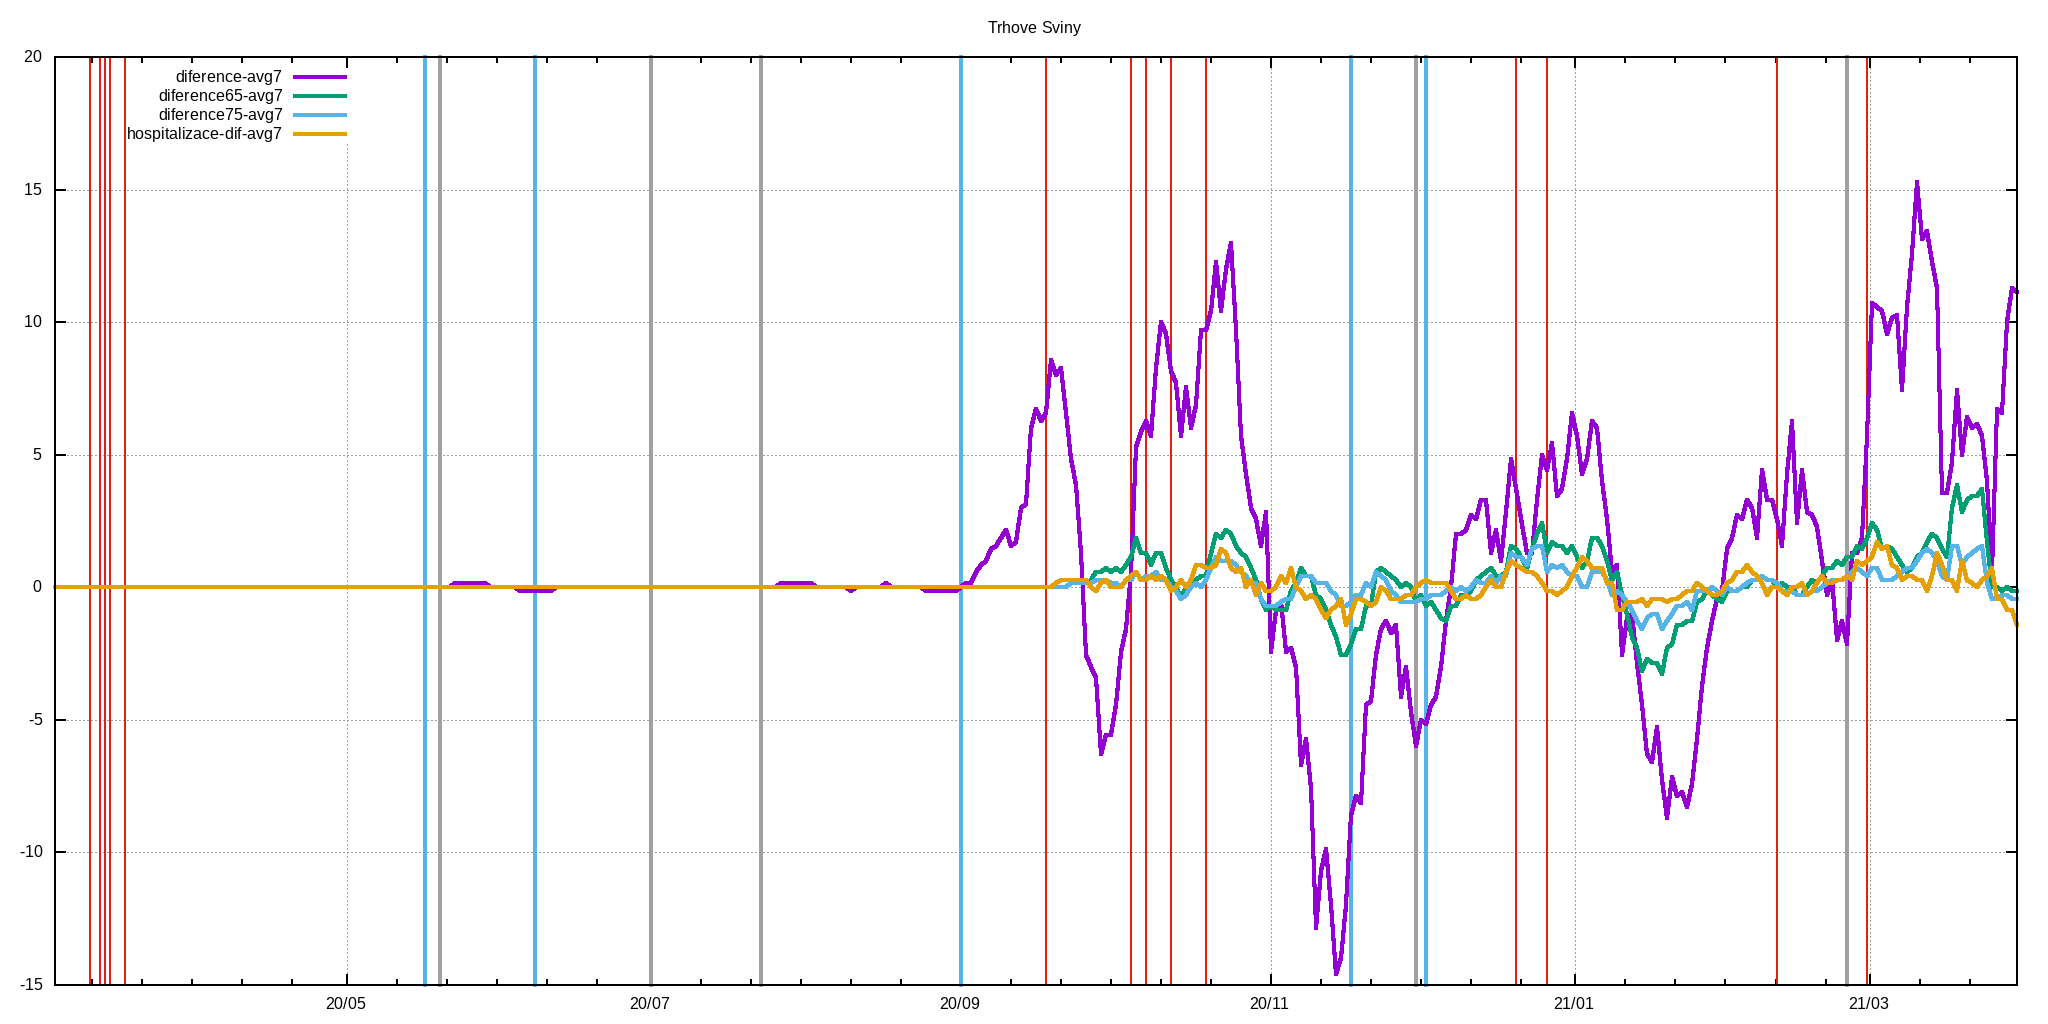 Trhove Sviny
20
diference-avg7
diference65-avg7
diference75-avg7
hospitalizace-dif-avg7
15
10
5
0
-5
-10
-15
20/05 20/07 20/09 20/11 21/01 21/03